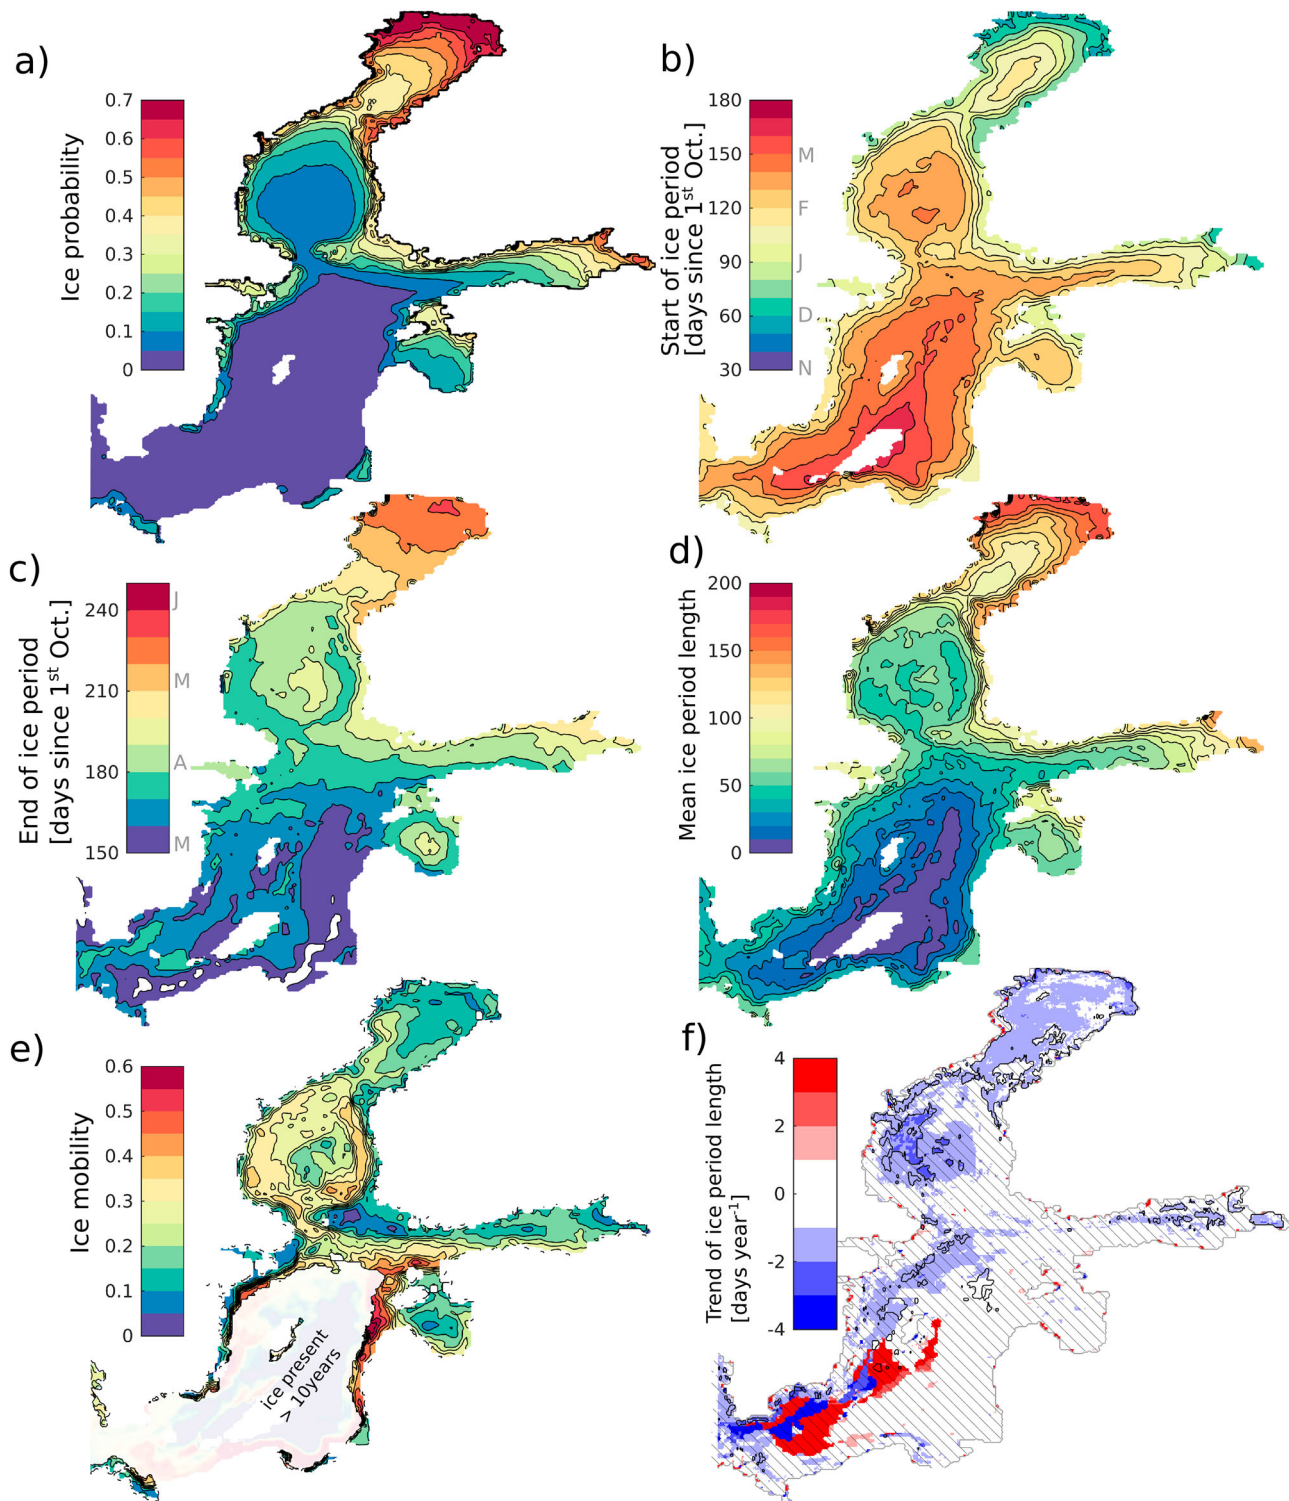 a)
Ice probability
0.7
0.6
0.5
0.4
0.3
0.2
0.1
0
b)
Start of ice period
[days since 1st Oct.]
180
150
120
90
60
30
M
F
J
D
N
c)
End of ice period
[days since 1st Oct.]
240
210
180
150
J
M
A
M
d)
Mean ice period length
200
150
100
50
0
e)
Ice mobility
0.6
0.5
0.4
0.3
0.2
0.1
0
ice present
> 10years
f)
Trend of ice period length
[days year-1]
4
2
0
-2
-4